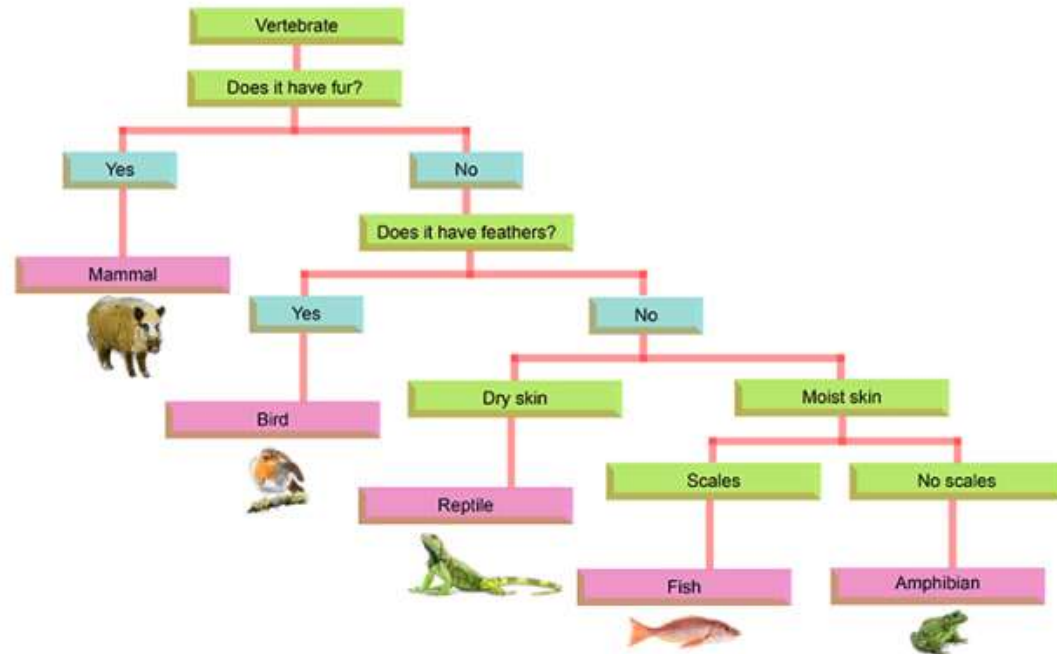 Vertebrate
Does it have fur?
Yes
No
Does it have feathers?
Mammal
Yes
No
Dry skin
Moist skin
Bird
Scales
No scales
Reptile
Fish
Amphibian